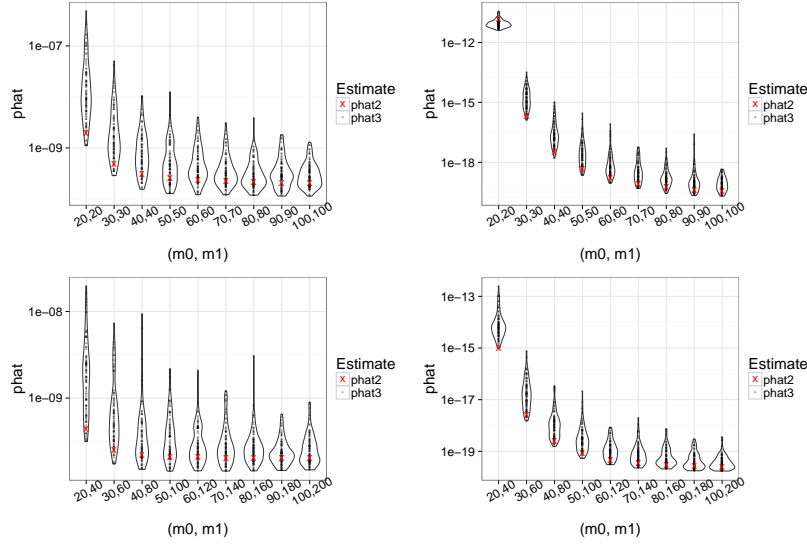 1e−07
1e−09
phat
20,20
30,30
40,40
50,50
60,60
70,70
80,80
90,90
100,100
(m0, m1)
Estimate
x phat2
- phat3
1e−12
1e−15
1e−18
phat
20,20
30,30
40,40
50,50
60,60
70,70
80,80
90,90
100,100
(m0, m1)
Estimate
x phat2
- phat3
1e−08
1e−09
phat
20,40
30,60
40,80
50,100
60,120
70,140
80,160
90,180
100,200
(m0, m1)
Estimate
x phat2
- phat3
1e−13
1e−15
1e−17
1e−19
phat
20,40
30,60
40,80
50,100
60,120
70,140
80,160
90,180
100,200
(m0, m1)
Estimate
x phat2
- phat3